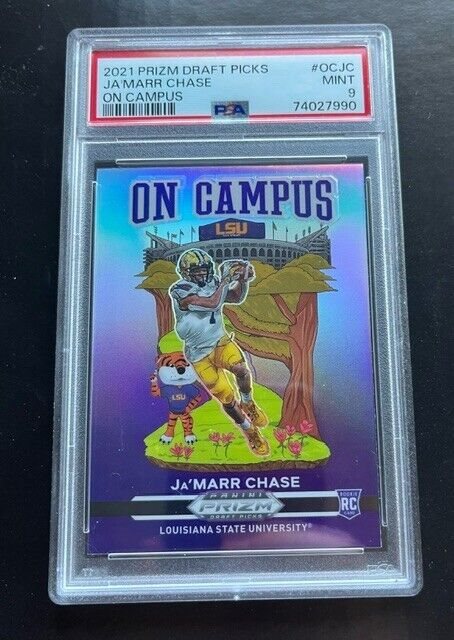 2021 PRIZM DRAFT PICKS #OCJC
JA'MARR CHASE MINT
ON CAMPUS 9
PSA 74027990
ON CAMPUS
LSU
LSU
JA'MARR CHASE
PANINI
PRIZM
DRAFT PICKS
ROOKIE
RC
CARD
LOUISIANA STATE UNIVERSITY®